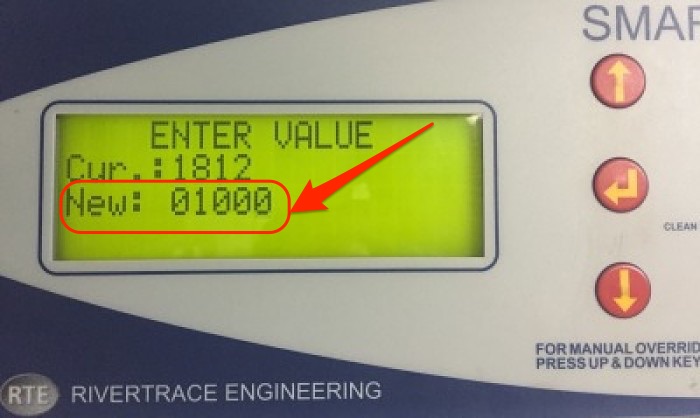 SMAR
ENTER VALUE
Cur.:1812
New: 01000
CLEAN
FOR MANUAL OVERRID
PRESS UP & DOWN KEY
RTE RIVERTRACE ENGINEERING